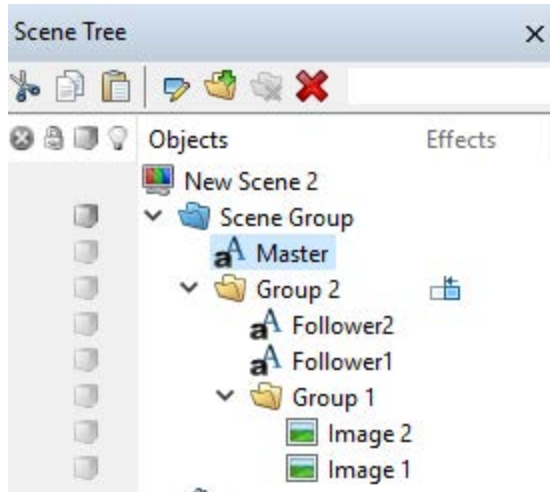 Scene Tree
Objects Effects
New Scene 2
Scene Group
Master
Group 2
Follower2
Follower1
Group 1
Image 2
Image 1